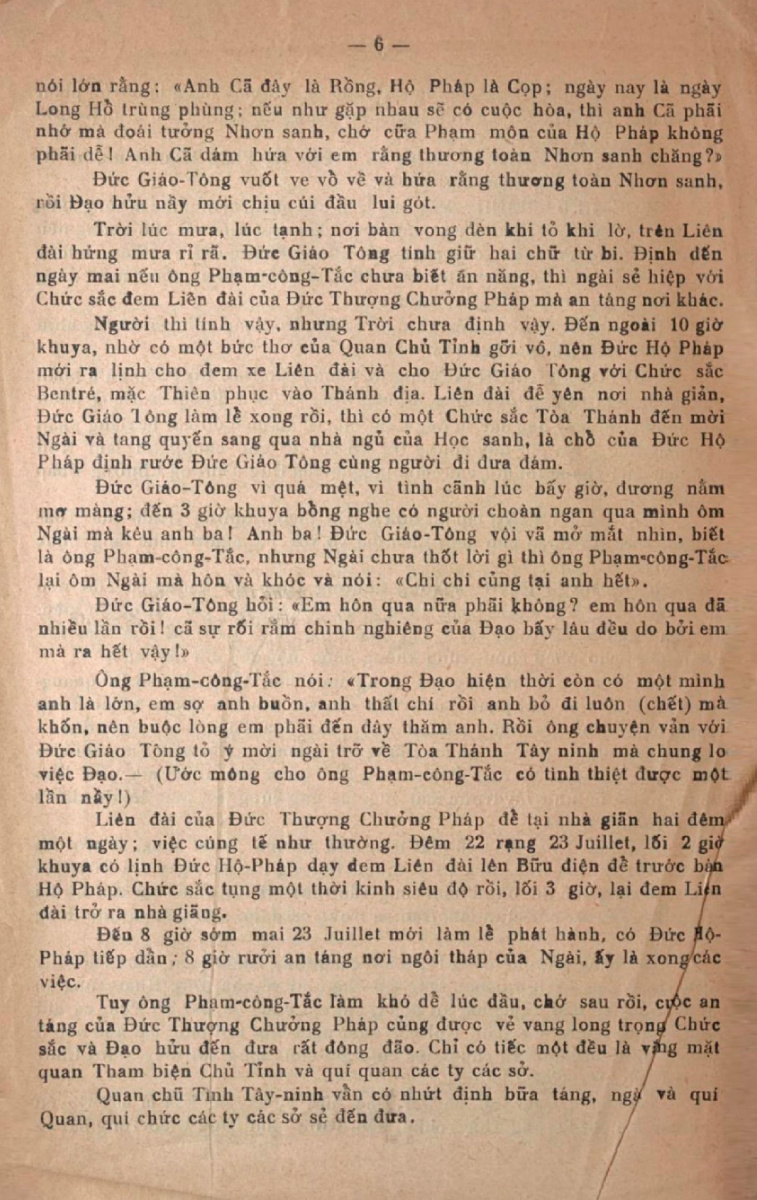 — 6 —
nói lớn rằng: «Anh Cã đây là Rồng, Hộ Pháp là Cọp; ngày nay là ngày
Long Hồ trùng phùng; nếu như gặp nhau sẽ có cuộc hòa, thì anh Cã phãi
nhớ mà đoái tưởng Nhơn sanh, chớ cữa Phạm môn của Hộ Pháp không
phãi dễ! Anh Cã dám hứa với em rằng thương toàn Nhơn sanh chăng?»
Đức Giáo-Tông vuốt ve vồ về và hứa rằng thương toàn Nhơn sanh,
rồi Đạo hửu nầy mới chịu cúi đầu lui gót.
Trời lúc mưa, lúc tạnh; nơi bàn vong đèn khi tỏ khi lờ, trên Liên
đài hứng mưa rỉ rã. Đức Giáo Tông tính giữ hai chữ từ bi. Định đến
ngày mai nếu ông Phạm-công-Tắc chưa biết ăn năng, thì ngài sẻ hiệp với
Chức sắc đem Liên đài của Đức Thượng Chưởng Pháp mà an táng nơi khác.
Người thì tính vậy, nhưng Trời chưa định vậy. Đến ngoài 10 giờ
khuya, nhờ có một bức thơ của Quan Chủ Tỉnh gỡi vô, nên Đức Hộ Pháp
mới ra lịnh cho đem xe Liên đài và cho Đức Giáo Tông với Chức sắc
Bentré, mặc Thiên phục vào Thánh địa. Liên đài để yên nơi nhà giản,
Đức Giáo Tông làm lể xong rồi, thì có một Chức sắc Tòa Thánh đến mời
Ngài và tang quyến sang qua nhà ngủ của Học sanh, là chổ của Đức Hộ
Pháp định rước Đức Giáo Tông cùng người đi đưa đám.
Đức Giáo-Tông vì quá mệt, vì tình cãnh lúc bấy giờ, đương nằm
mơ màng; đến 3 giờ khuya bỗng nghe có người choàn ngan qua mình ôm
Ngài mà kêu anh ba! Anh ba! Đức Giáo-Tông vội vã mở mắt nhìn, biết
là ông Phạm-công-Tắc, nhưng Ngài chưa thốt lời gì thì ông Phạm-công-Tắc
lại ôm Ngài mà hôn và khóc và nói: «Chi chi củng tại anh hết».
Đức Giáo-Tông hỏi: «Em hôn qua nữa phãi không? em hôn qua đã
nhiều lần rồi! cã sự rối rắm chinh nghiêng của Đạo bấy lâu đều do bởi em
mà ra hết vậy!»
Ông Phạm-công-Tắc nói: «Trong Đạo hiện thời còn có một mình
anh là lớn, em sợ anh buồn, anh thất chí rồi anh bỏ đi luôn (chết) mà
khốn, nên buộc lòng em phãi đến đây thăm anh. Rồi ông chuyện vản với
Đức Giáo Tòng tỏ ý mời ngài trở về Tòa Thánh Tây ninh mà chung lo
việc Đạo.— (Ước mông cho ông Phạm-công-Tắc có tình thiệt được một
lần nầy!)
Liên đài của Đức Thượng Chưởng Pháp để tại nhà giãn hai đêm
một ngày; việc cúng tế như thường. Đêm 22 rạng 23 Juillet, lối 2 giờ
khuya có lịnh Đức Hộ-Pháp dạy đem Liên đài lên Bữu điện để trước bàn
Hộ Pháp. Chức sắc tụng một thời kinh siêu độ rồi, lối 3 giờ, lại đem Liên
đài trở ra nhà giãng.
Đến 8 giờ sớm mai 23 Juillet mới làm lể phát hành, có Đức Hộ-
Pháp tiếp dẫn; 8 giờ rưởi an táng nơi ngôi tháp của Ngài, ấy là xong các
việc.
Tuy ông Phạm-công-Tắc làm khó dể lúc đầu, chớ sau rồi, cuộc an
táng của Đức Thượng Chưởng Pháp củng được vẻ vang long trọng Chức
sắc và Đạo hửu đến đưa rất đông đão. Chỉ có tiếc một đều là vắng mặt
quan Tham biện Chủ Tỉnh và quí quan các ty các sở.
Quan chũ Tỉnh Tây-ninh vẩn có nhứt định bữa táng, ngà và quí
Quan, quí chức các ty các sở sẻ đến đưa.